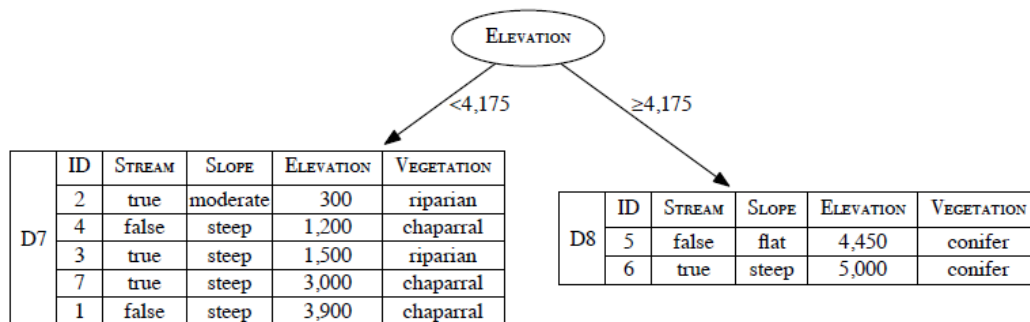 ELEVATION
<4,175 ≥4,175
ID STREAM SLOPE ELEVATION VEGETATION
2 true moderate 300 riparian
4 false steep 1,200 chaparral
D7
3 true steep 1,500 riparian
7 true steep 3,000 chaparral
1 false steep 3,900 chaparral
ID STREAM SLOPE ELEVATION VEGETATION
D8
5 false flat 4,450 conifer
6 true steep 5,000 conifer